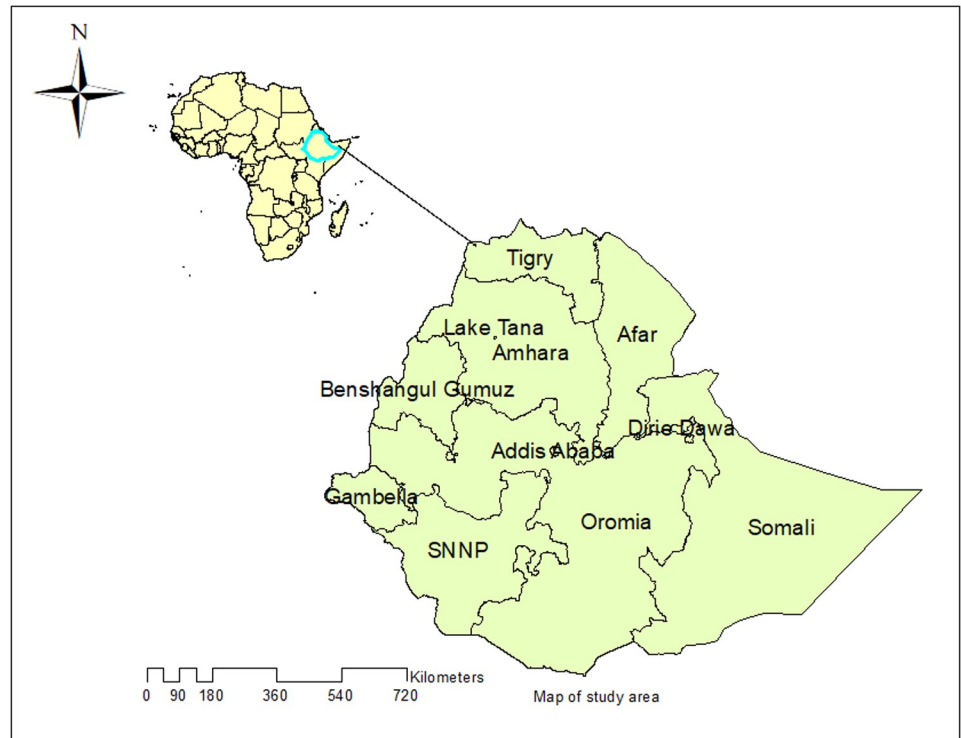 N
Tigry
Lake Tana
Afar
Amhara
Benshangul Gumuz
Dirie Dawa
Addis Ababa
Gambella
Oromia
Somali
SNNP
Kilometers
0 90 180 360 540 720
Map of study area